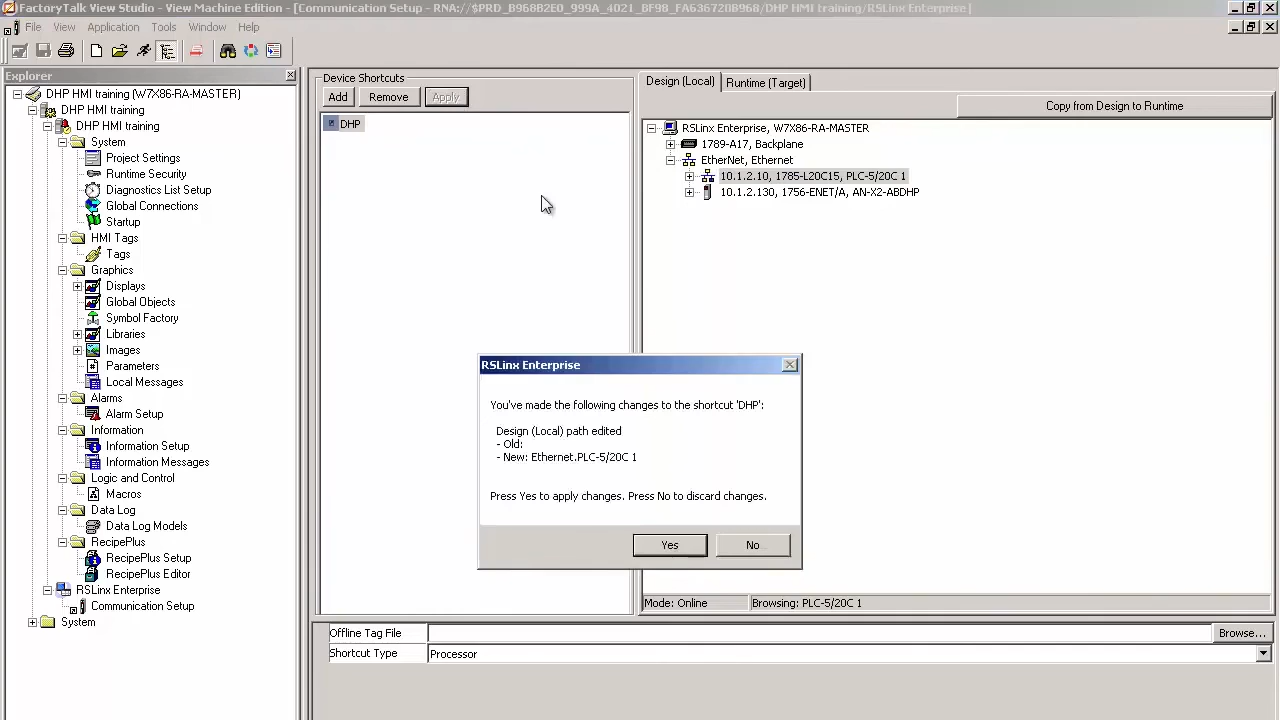 FactoryTalk View Studio - View Machine Edition - [Communication Setup - RNA://$PRD_B968B2E0_999A_4021_BF98_FA636720B968/DHP HMI training/RSLinx Enterprise]
File View Application Tools Window Help
Explorer
DHP HMI training (W7X86-RA-MASTER)
DHP HMI training
DHP HMI training
System
Project Settings
Runtime Security
Diagnostics List Setup
Global Connections
Startup
HMI Tags
Tags
Graphics
Displays
Global Objects
Symbol Factory
Libraries
Images
Parameters
Local Messages
Alarms
Alarm Setup
Information
Information Setup
Information Messages
Logic and Control
Macros
Data Log
Data Log Models
RecipePlus
RecipePlus Setup
RecipePlus Editor
RSLinx Enterprise
Communication Setup
System
Device Shortcuts
Add Remove Apply
DHP
Design (Local) Runtime (Target)
Copy from Design to Runtime
RSLinx Enterprise, W7X86-RA-MASTER
1789-A17, Backplane
EtherNet, Ethernet
10.1.2.10, 1785-L20C15, PLC-5/20C 1
10.1.2.130, 1756-ENET/A, AN-X2-ABDHP
RSLinx Enterprise
You've made the following changes to the shortcut 'DHP':
Design (Local) path edited
- Old:
- New: Ethernet.PLC-5/20C 1
Press Yes to apply changes. Press No to discard changes.
Yes No
Mode: Online Browsing: PLC-5/20C 1
Offline Tag File Browse...
Shortcut Type Processor